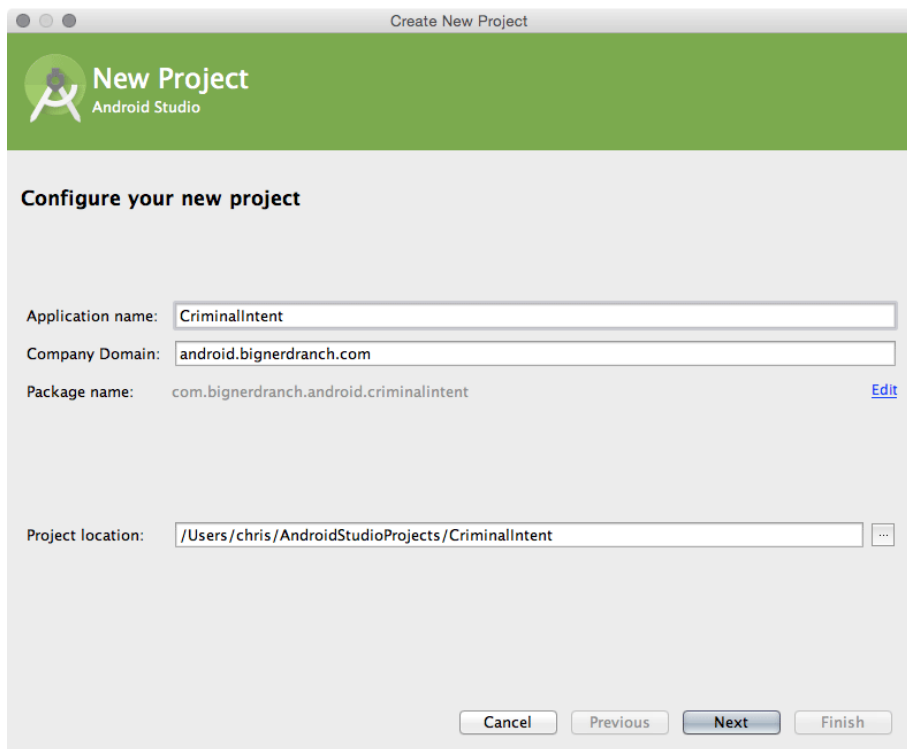 Create New Project
New Project
Android Studio
Configure your new project
Application name: CriminalIntent
Company Domain: android.bignerdranch.com
Package name: com.bignerdranch.android.criminalintent Edit
Project location: /Users/chris/AndroidStudioProjects/CriminalIntent ...
Cancel Previous Next Finish